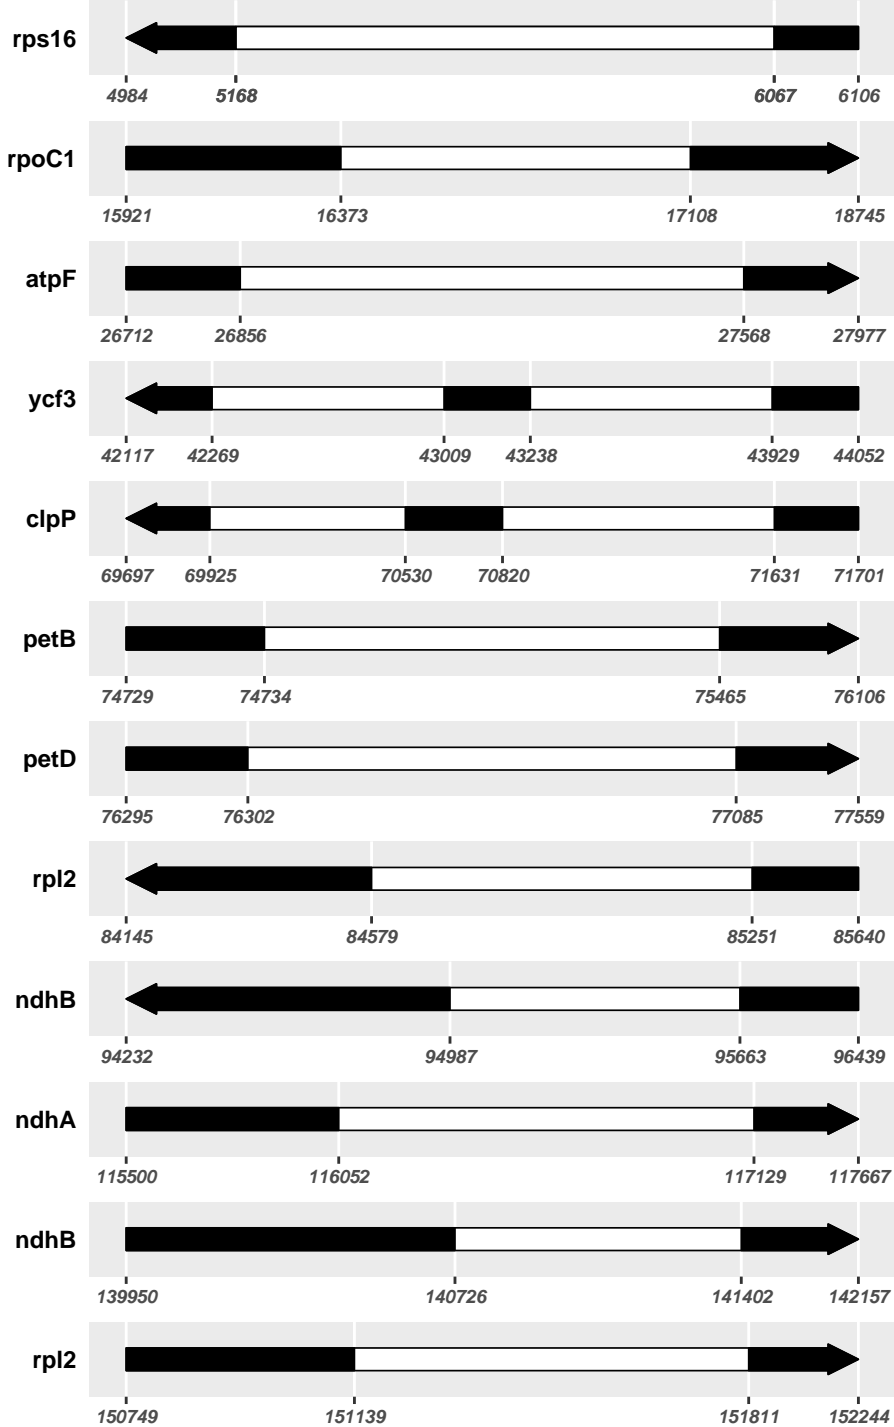 rps16
4984 5168 6067 6106
rpoC1
15921 16373 17108 18745
atpF
26712 26856 27568 27977
ycf3
42117 42269 43009 43238 43929 44052
clpP
69697 69925 70530 70820 71631 71701
petB
74729 74734 75465 76106
petD
76295 76302 77085 77559
rpl2
84145 84579 85251 85640
ndhB
94232 94987 95663 96439
ndhA
115500 116052 117129 117667
ndhB
139950 140726 141402 142157
rpl2
150749 151139 151811 152244